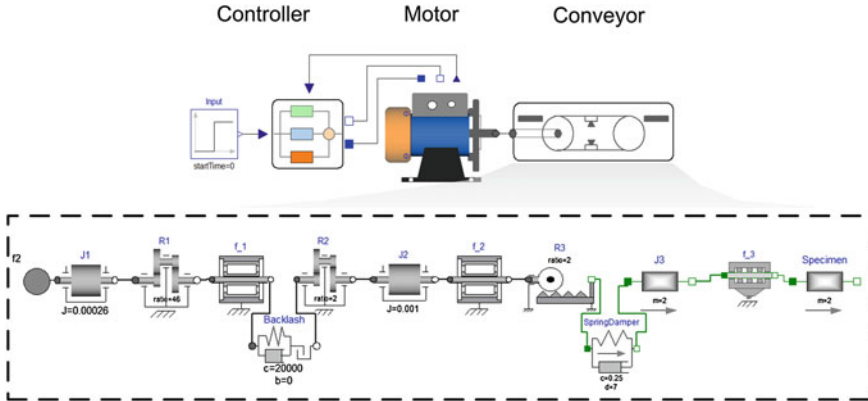 Controller Motor Conveyor
Input
startTime=0
f2
J1
J=0.00026
R1
ratio=46
f_1
Backlash
c=20000
b=0
R2
ratio=2
J2
J=0.001
f_2
R3
ratio=2
SpringDamper
c=0.25
d=7
J3
m=2
f_3
Specimen
m=2